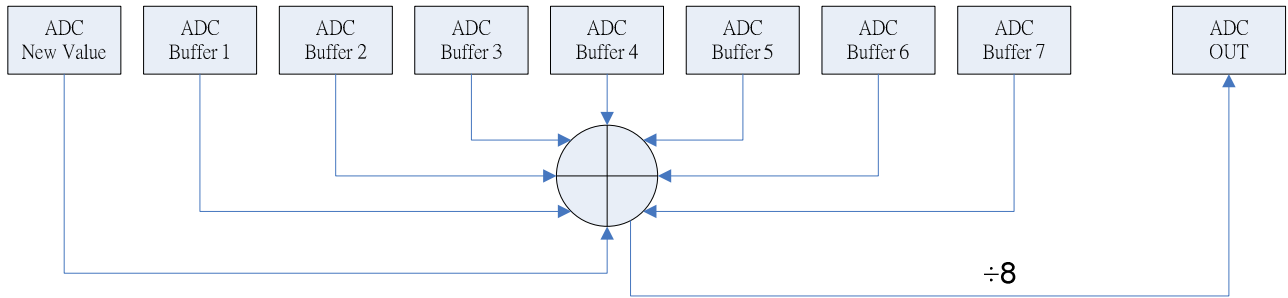 ADC
New Value
ADC
Buffer 1
ADC
Buffer 2
ADC
Buffer 3
ADC
Buffer 4
ADC
Buffer 5
ADC
Buffer 6
ADC
Buffer 7
ADC
OUT
÷8